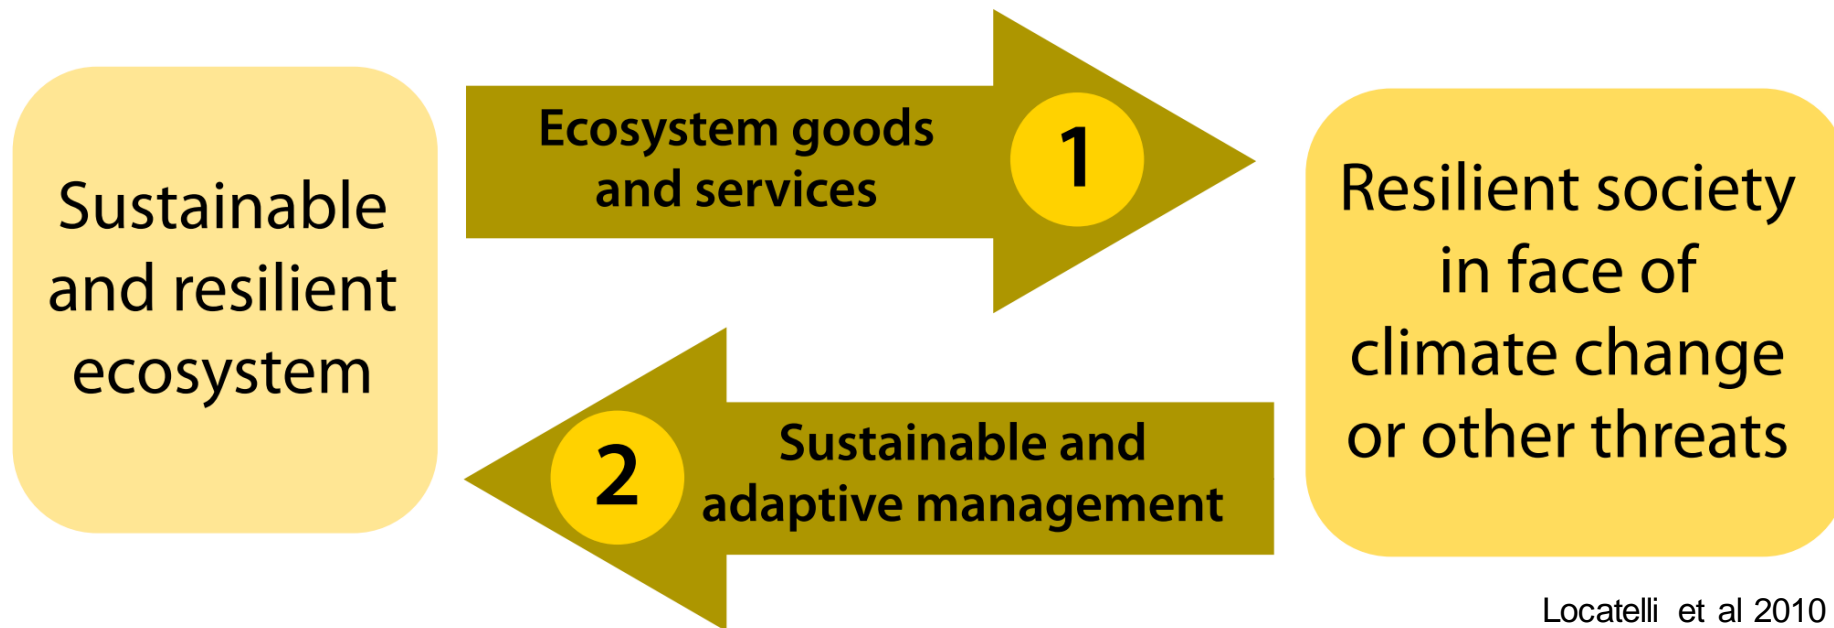 Sustainable
and resilient
ecosystem
Ecosystem goods
and services
1
Resilient society
in face of
climate change
or other threats
2
Sustainable and
adaptive management
Locatelli et al 2010